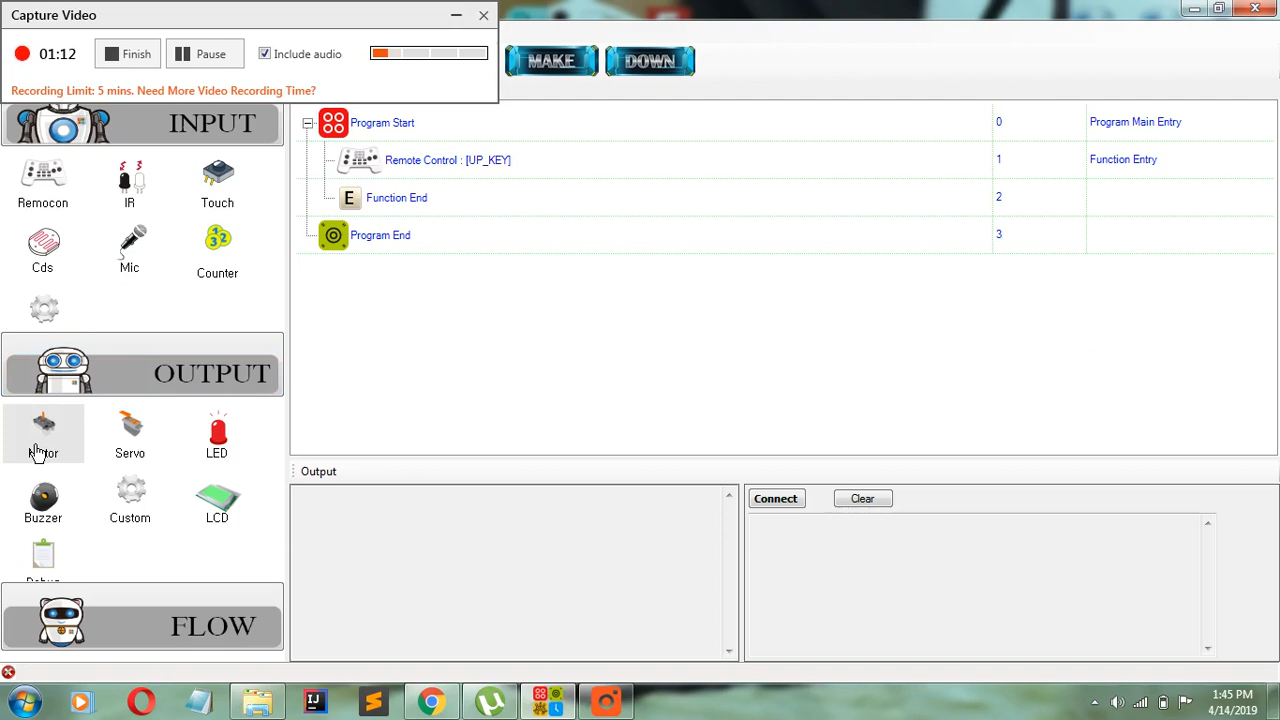 Capture Video
01:12
Finish
Pause
Include audio
Recording Limit: 5 mins. Need More Video Recording Time?
MAKE
DOWN
INPUT
Remocon
IR
Touch
Cds
Mic
Counter
OUTPUT
Motor
Servo
LED
Buzzer
Custom
LCD
Debug
FLOW
Program Start 0 Program Main Entry
Remote Control : [UP_KEY] 1 Function Entry
E Function End 2
Program End 3
Output
Connect
Clear
1:45 PM
4/14/2019